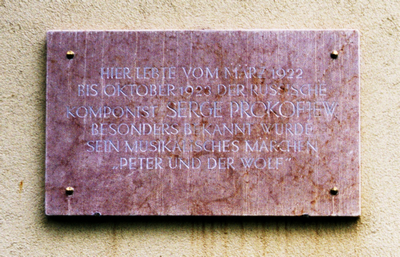 HIER LEBTE VOM MÄRZ 1922
BIS OKTOBER 1923 DER RUSSISCHE
KOMPONIST SERGE PROKOFIEW
BESONDERS BEKANNT WURDE
SEIN MUSIKALISCHES MÄRCHEN
„PETER UND DER WOLF”